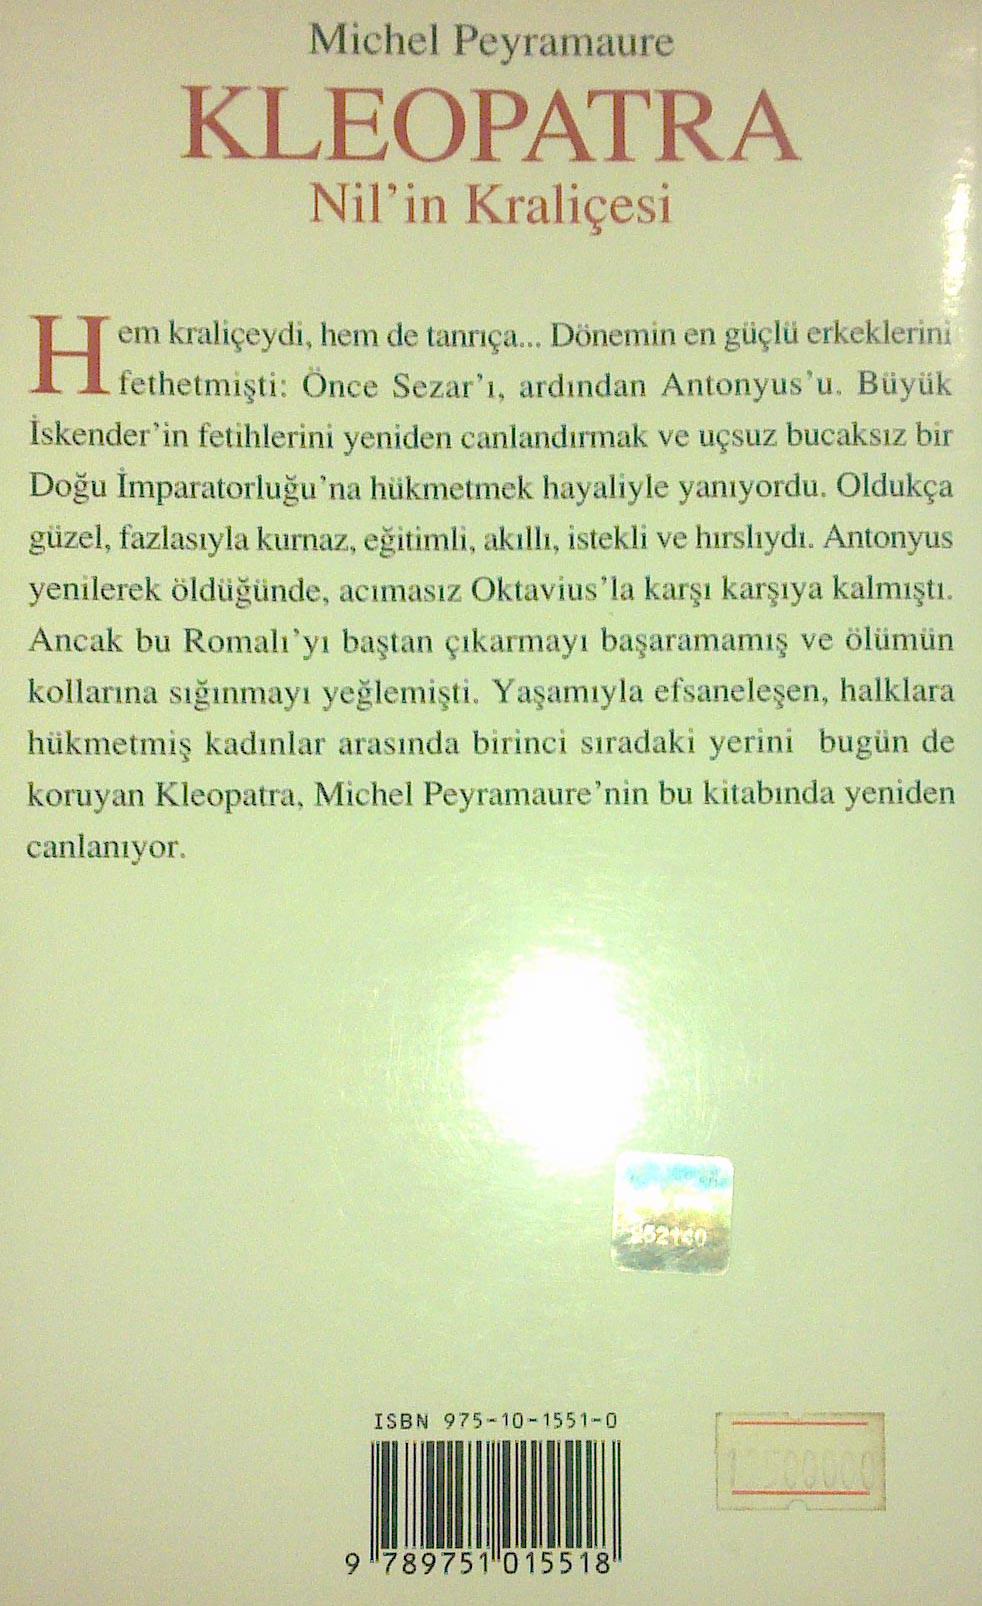 Michel Peyramaure
KLEOPATRA
Nil'in Kraliçesi
Hem kraliçeydi, hem de tanrıça... Dönemin en güçlü erkeklerini
fethetmişti: Önce Sezar'ı, ardından Antonyus'u. Büyük
İskender'in fetihlerini yeniden canlandırmak ve uçsuz bucaksız bir
Doğu İmparatorluğu'na hükmetmek hayaliyle yanıyordu. Oldukça
güzel, fazlasıyla kurnaz, eğitimli, akıllı, istekli ve hırslıydı. Antonyus
yenilerek öldüğünde, acımasız Oktavius'la karşı karşıya kalmıştı.
Ancak bu Romalı'yı baştan çıkarmayı başaramamış ve ölümün
kollarına sığınmayı yeğlemişti. Yaşamıyla efsaneleşen, halklara
hükmetmiş kadınlar arasında birinci sıradaki yerini bugün de
koruyan Kleopatra, Michel Peyramaure'nin bu kitabında yeniden
canlanıyor.
ISBN 975-10-1551-0
9 789751 015518